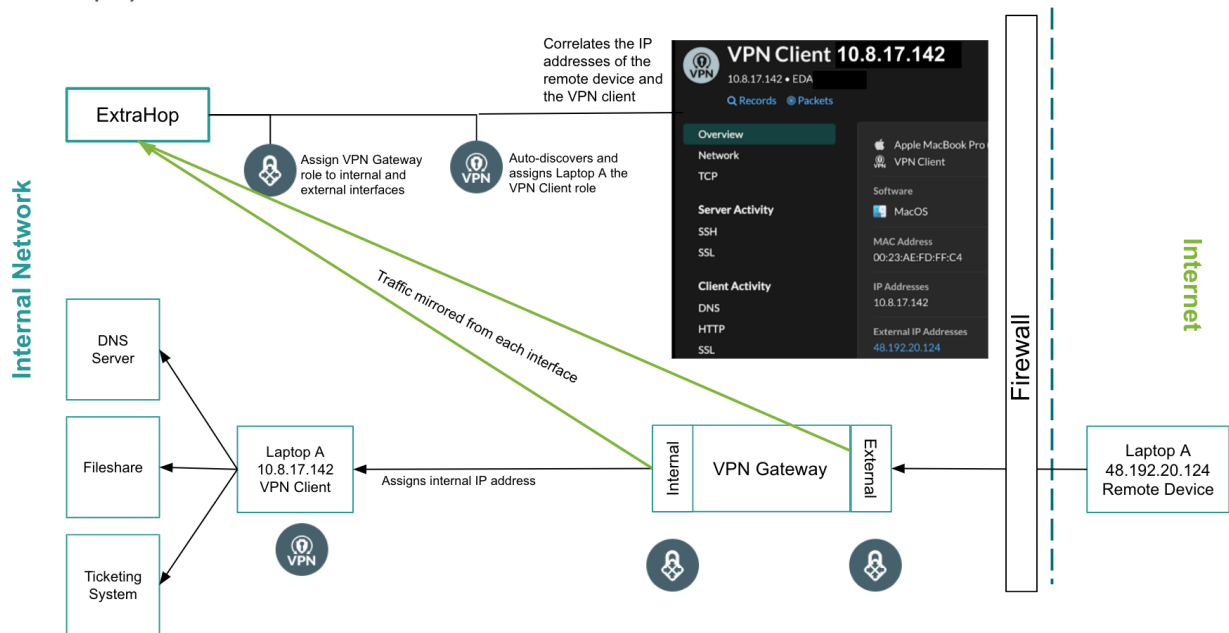 Correlates the IP
addresses of the
remote device and
the VPN client
VPN Client 10.8.17.142
VPN
10.8.17.142 • EDA
Records Packets
Overview
Network
TCP
Server Activity
SSH
SSL
Client Activity
DNS
HTTP
SSL
Apple MacBook Pro
VPN Client
Software
MacOS
MAC Address
00:23:AE:FD:FF:C4
IP Addresses
10.8.17.142
External IP Addresses
48.192.20.124
ExtraHop
Assign VPN Gateway
role to internal and
external interfaces
VPN
Auto-discovers and
assigns Laptop A the
VPN Client role
Internal Network
Traffic mirrored from each interface
Firewall
Internet
DNS
Server
Fileshare
Ticketing
System
Laptop A
10.8.17.142
VPN Client
VPN
Assigns internal IP address
Internal
VPN Gateway
External
Laptop A
48.192.20.124
Remote Device